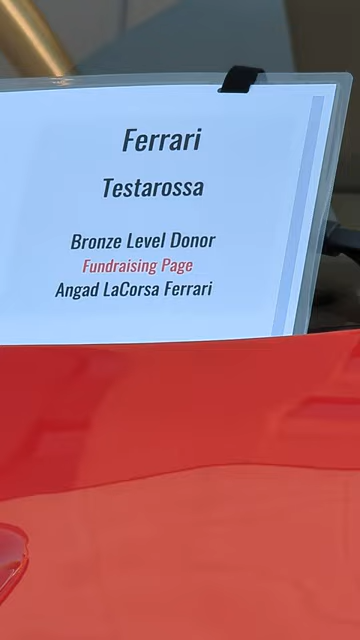 Ferrari
Testarossa
Bronze Level Donor
Fundraising Page
Angad LaCorsa Ferrari